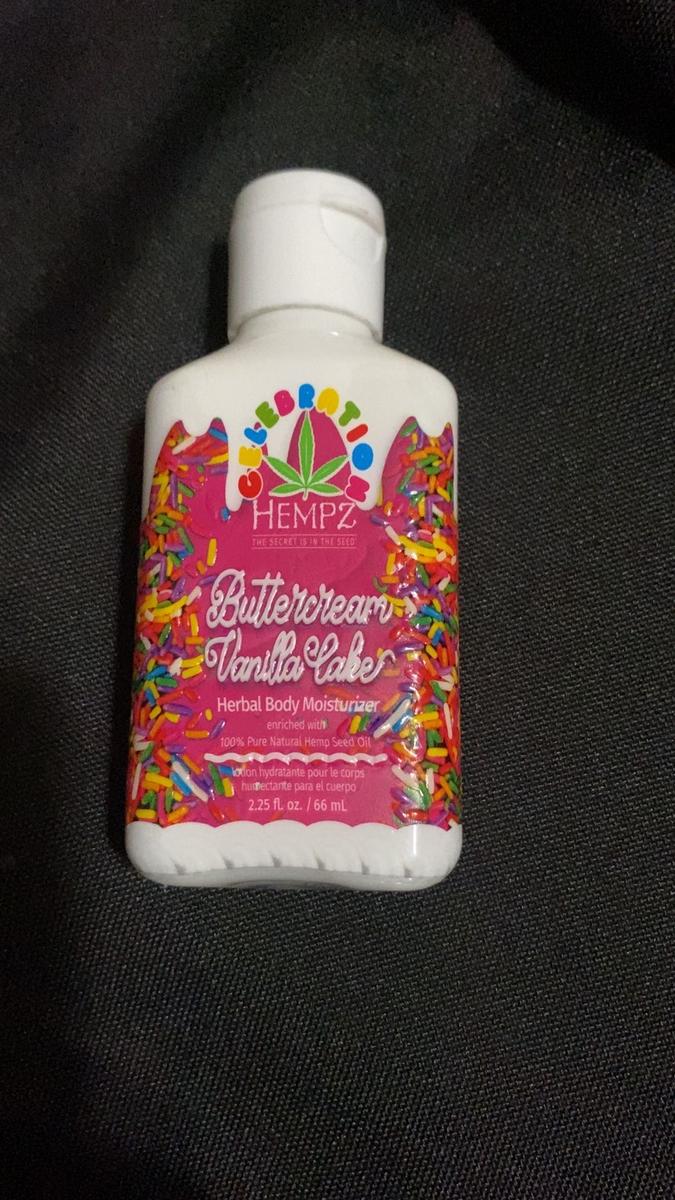 CELEBRATION
HEMPZ
THE SECRET IS IN THE SEED
Buttercream
Vanilla Cake
Herbal Body Moisturizer
enriched with
100% Pure Natural Hemp Seed Oil
lotion hydratante pour le corps
humectante para el cuerpo
2.25 fl. oz. / 66 mL